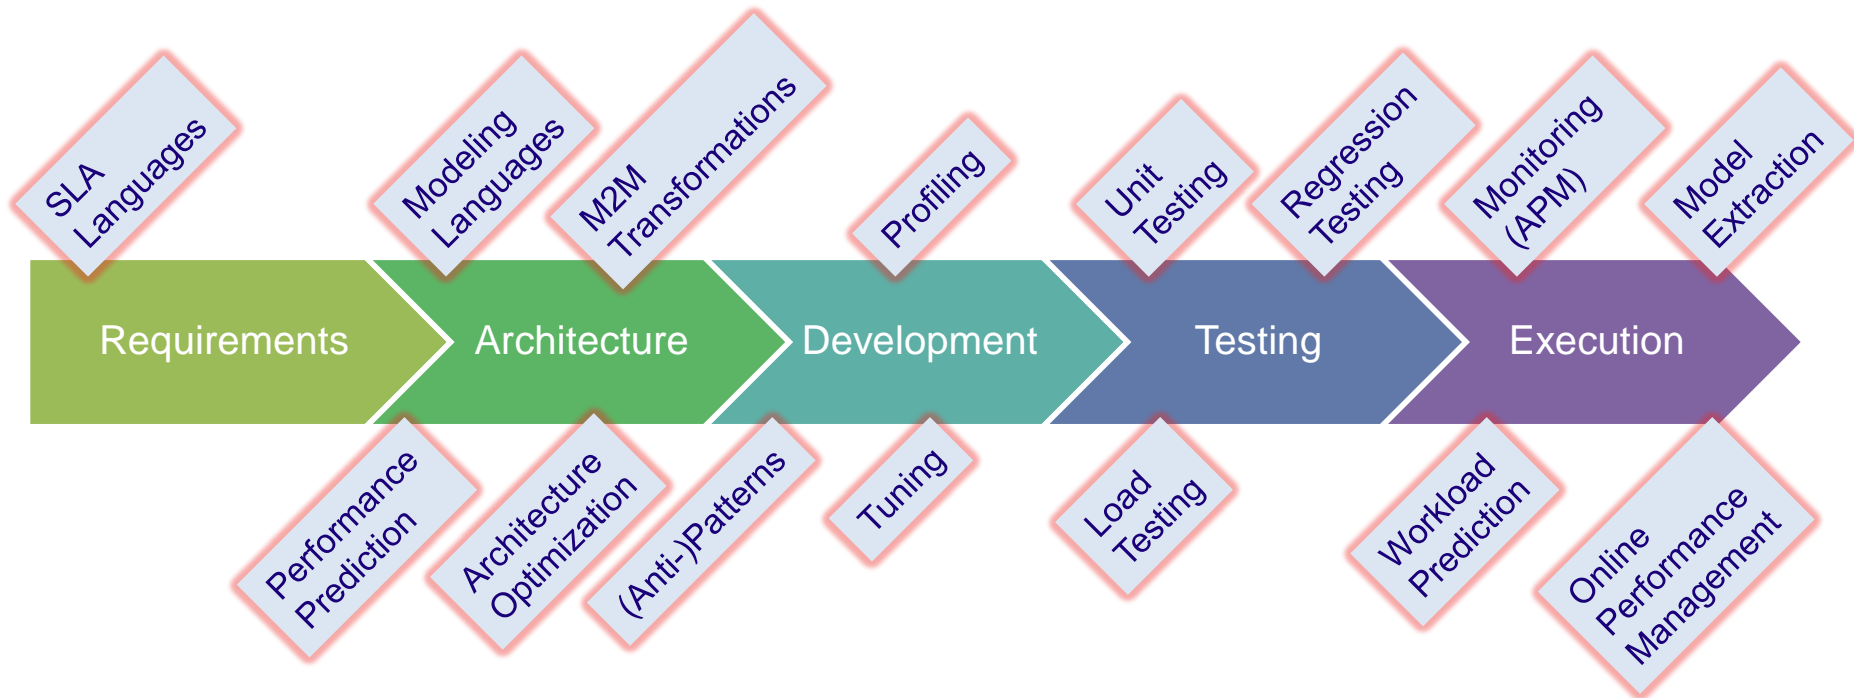 SLA
Languages
Modeling
Languages
M2M
Transformations
Profiling
Unit
Testing
Regression
Testing
Monitoring
(APM)
Model
Extraction
Requirements
Architecture
Development
Testing
Execution
Performance
Prediction
Architecture
Optimization
(Anti-)Patterns
Tuning
Load
Testing
Workload
Prediction
Online
Performance
Management